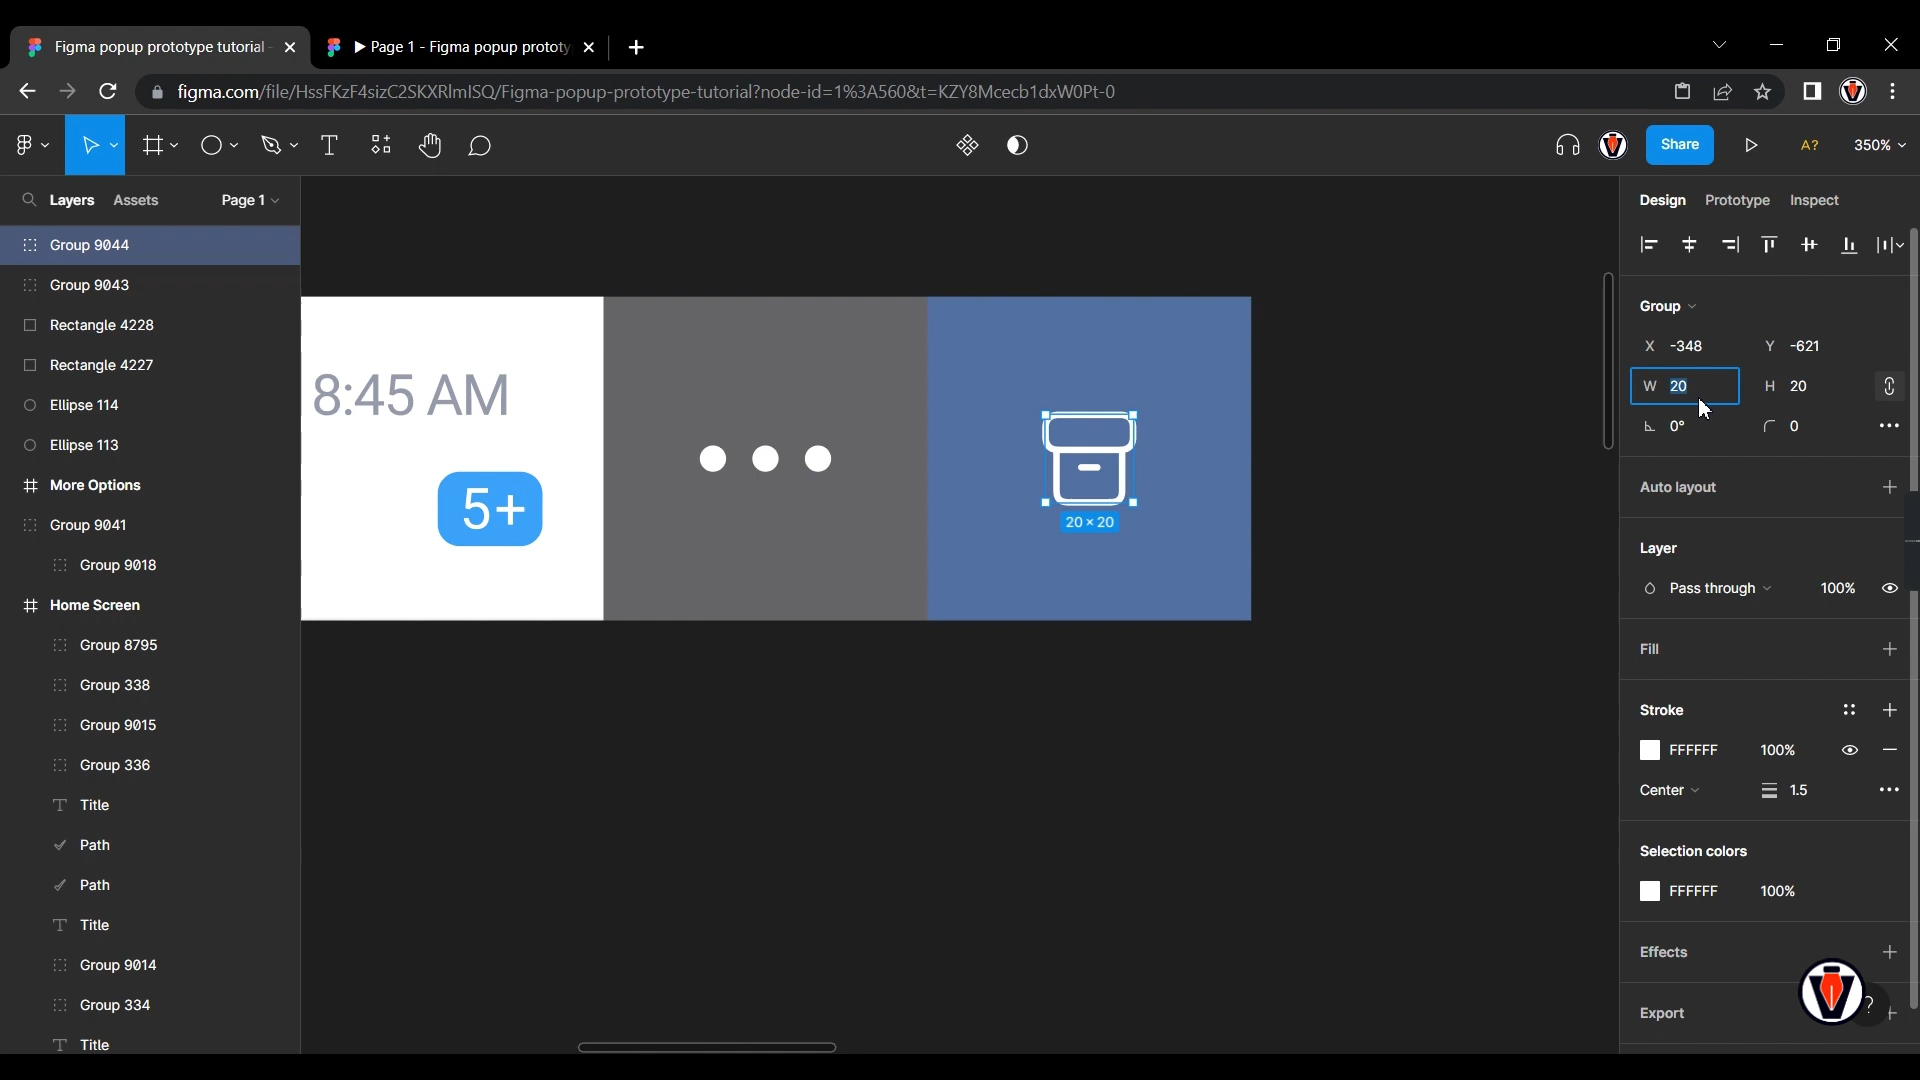 Figma popup prototype tutorial -
▶ Page 1 - Figma popup prototy
figma.com/file/HssFKzF4sizC2SKXRlmISQ/Figma-popup-prototype-tutorial?node-id=1%3A560&t=KZY8Mcecb1dxW0Pt-0
Share
A?
350%
Layers
Assets
Page 1
Group 9044
Group 9043
Rectangle 4228
Rectangle 4227
Ellipse 114
Ellipse 113
More Options
Group 9041
Group 9018
Home Screen
Group 8795
Group 338
Group 9015
Group 336
Title
Path
Path
Title
Group 9014
Group 334
Title
8:45 AM
5+
20 × 20
Design
Prototype
Inspect
Group
X -348
Y -621
W 20
H 20
0°
0
Auto layout
Layer
Pass through
100%
Fill
Stroke
FFFFFF
100%
Center
1.5
Selection colors
FFFFFF
100%
Effects
Export
?